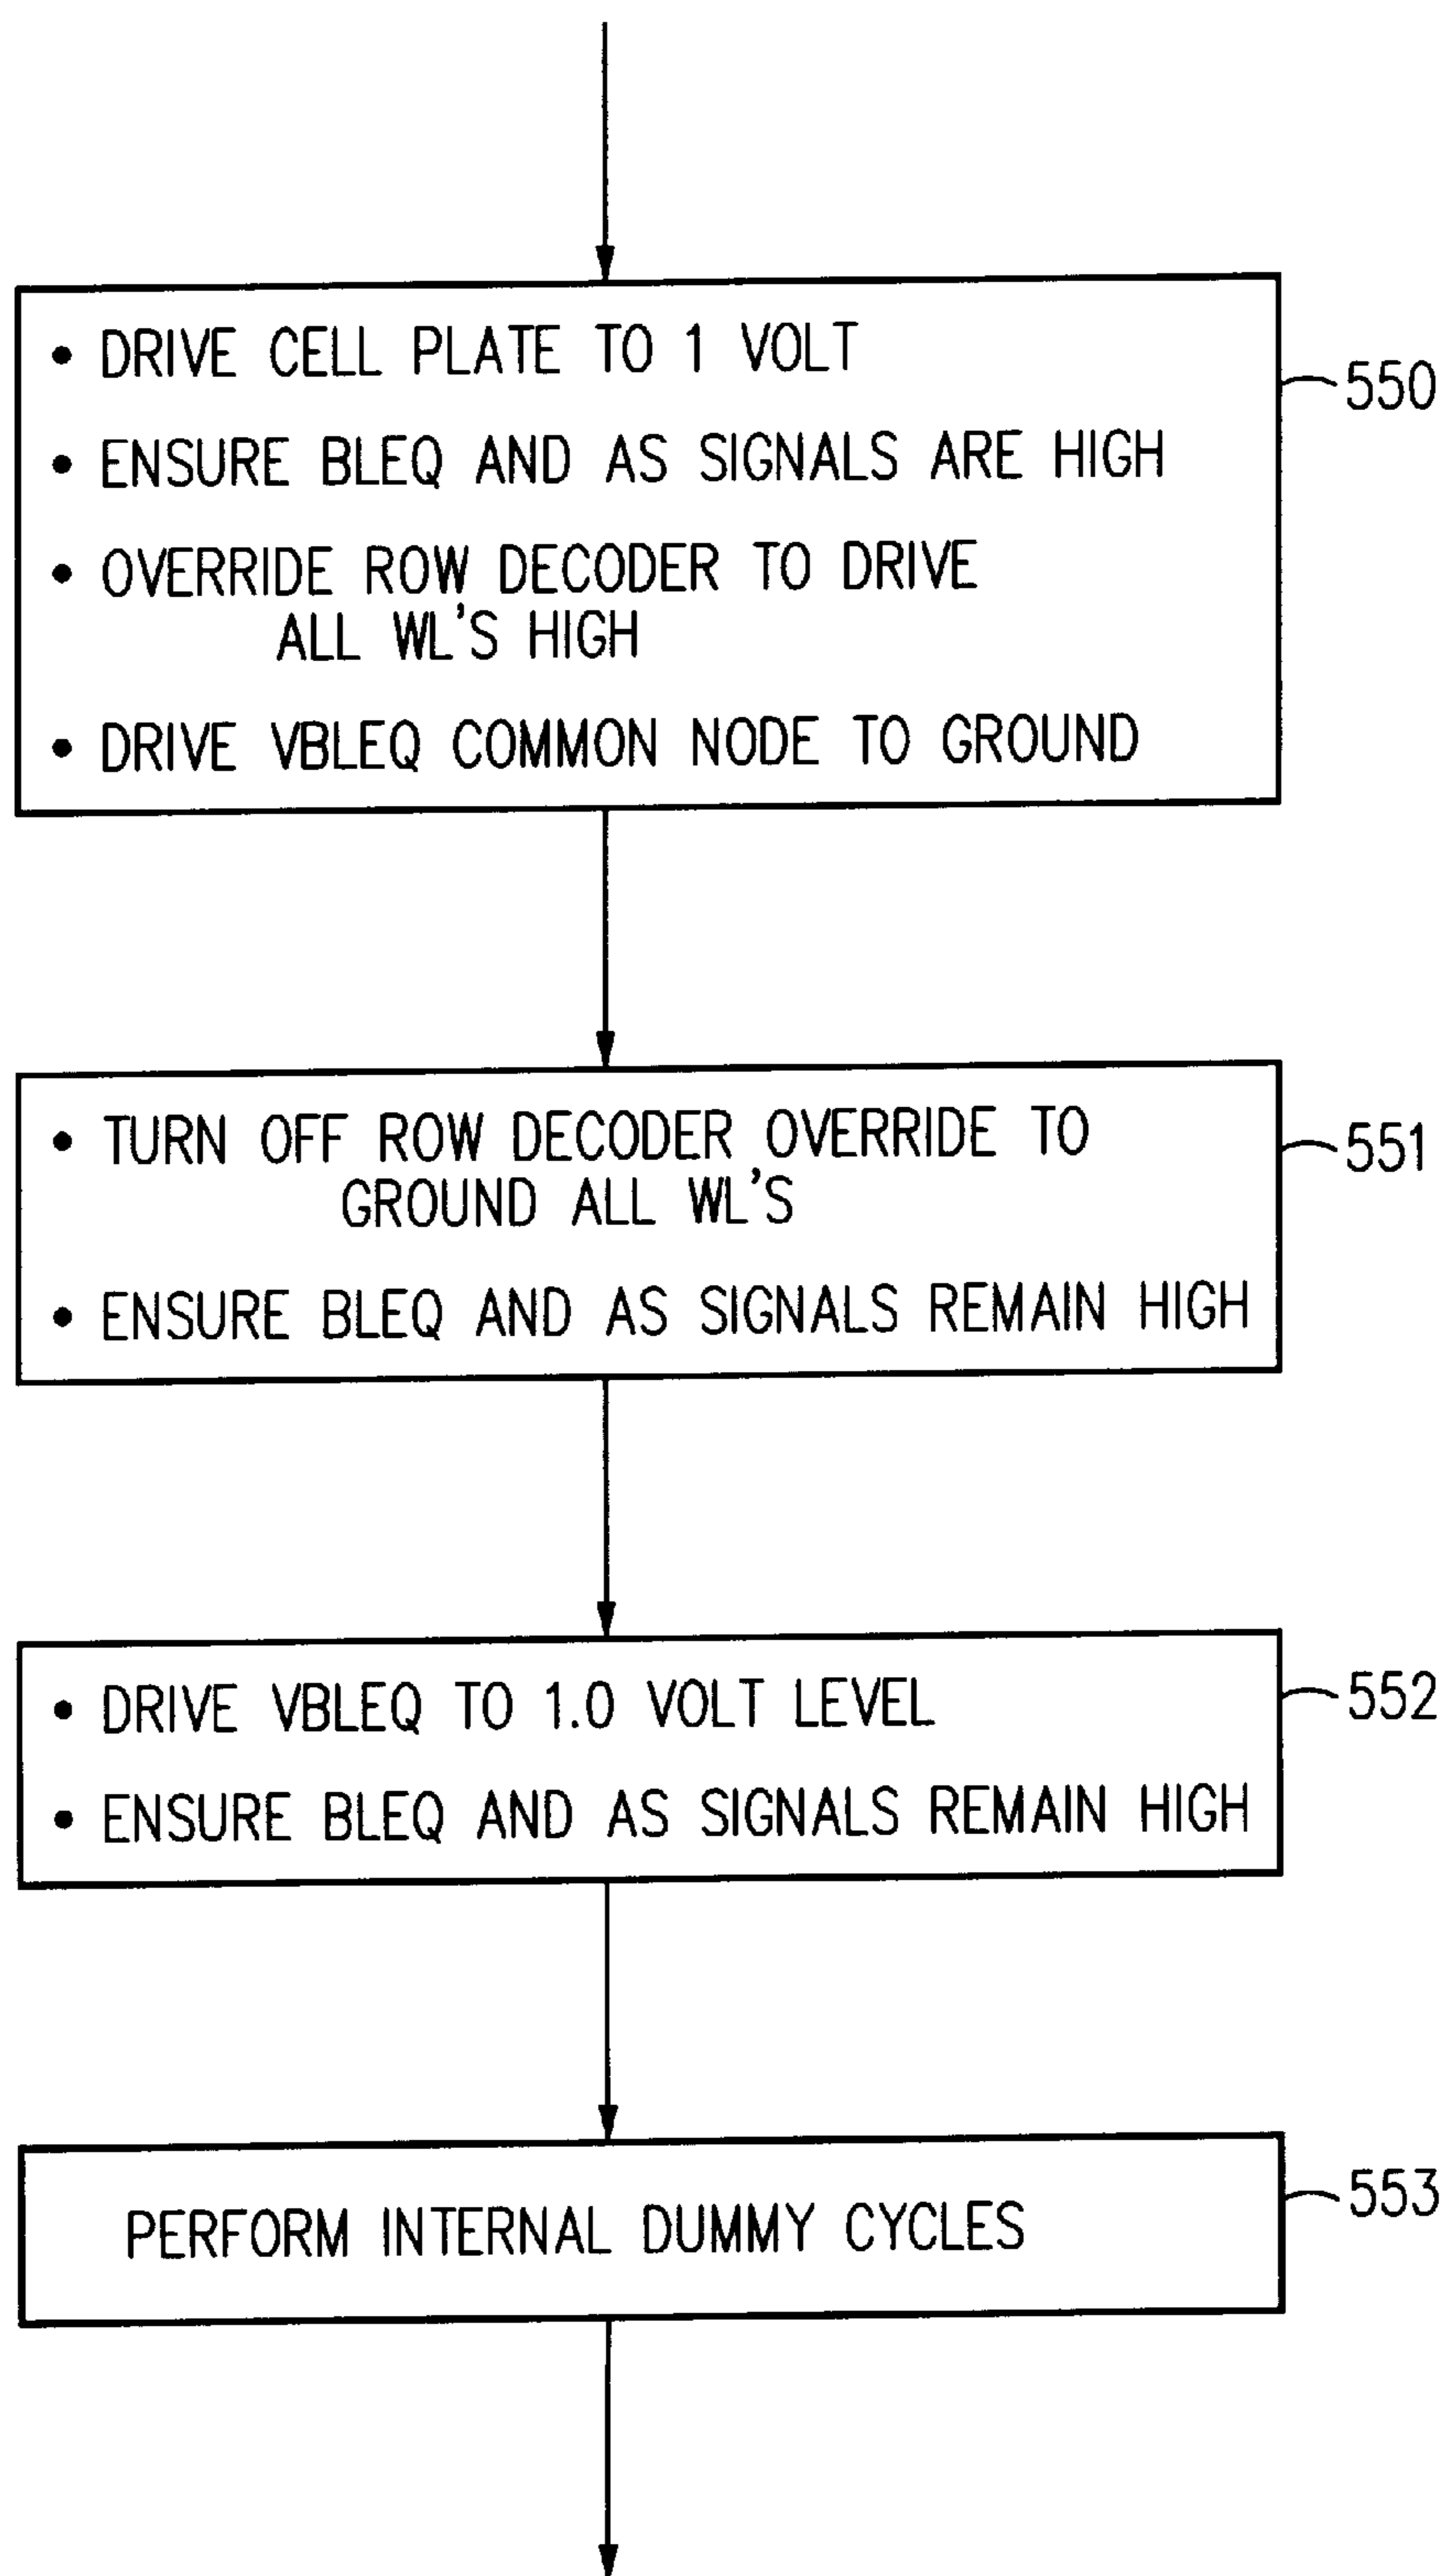 • DRIVE CELL PLATE TO 1 VOLT
• ENSURE BLEQ AND AS SIGNALS ARE HIGH
• OVERRIDE ROW DECODER TO DRIVE
ALL WL'S HIGH
• DRIVE VBLEQ COMMON NODE TO GROUND
550
• TURN OFF ROW DECODER OVERRIDE TO
GROUND ALL WL'S
• ENSURE BLEQ AND AS SIGNALS REMAIN HIGH
551
• DRIVE VBLEQ TO 1.0 VOLT LEVEL
• ENSURE BLEQ AND AS SIGNALS REMAIN HIGH
552
PERFORM INTERNAL DUMMY CYCLES
553